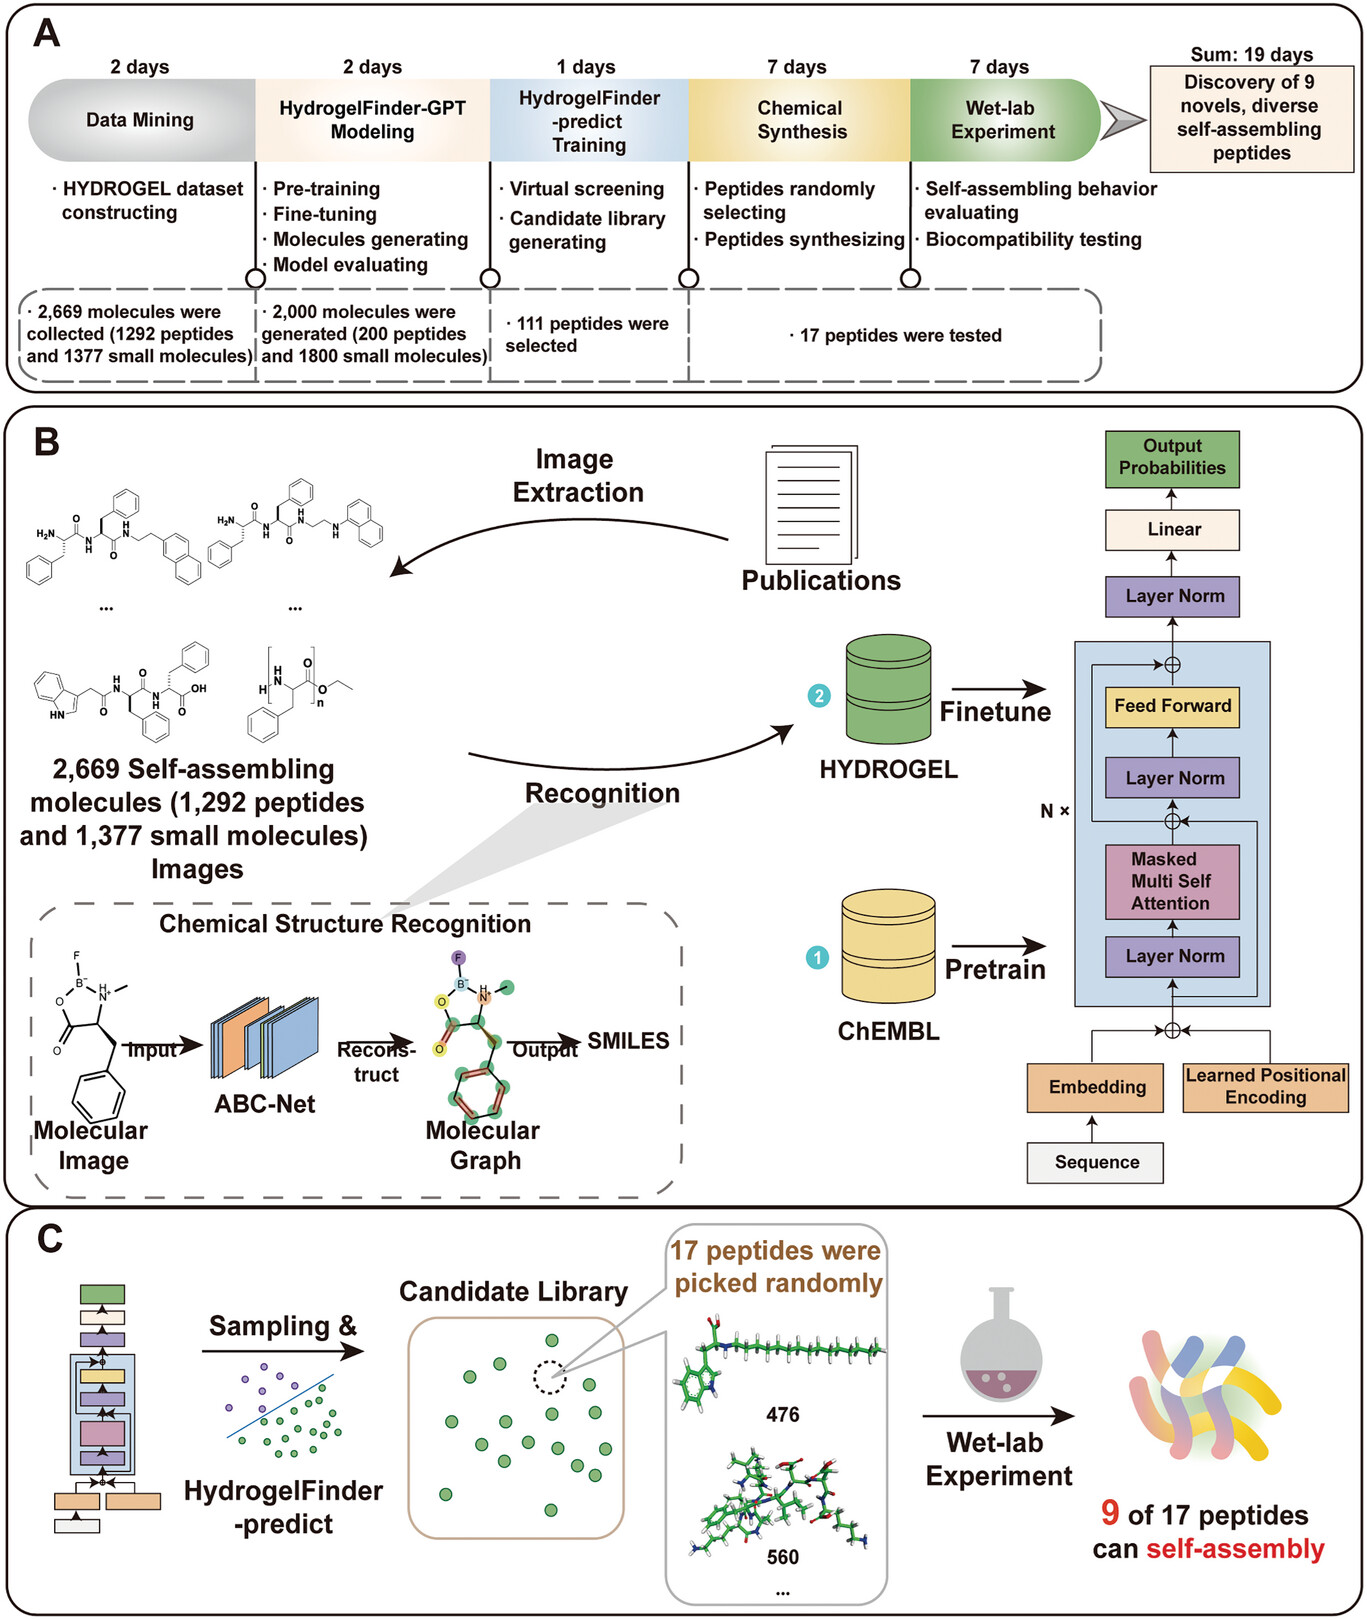 A
2 days
2 days
1 days
7 days
7 days
Sum: 19 days
Data Mining
HydrogelFinder-GPT
Modeling
HydrogelFinder
-predict
Training
Chemical
Synthesis
Wet-lab
Experiment
Discovery of 9
novels, diverse
self-assembling
peptides
· HYDROGEL dataset
constructing
· Pre-training
· Fine-tuning
· Molecules generating
· Model evaluating
· Virtual screening
· Candidate library
generating
· Peptides randomly
selecting
· Peptides synthesizing
· Self-assembling behavior
evaluating
· Biocompatibility testing
· 2,669 molecules were
collected (1292 peptides
and 1377 small molecules)
· 2,000 molecules were
generated (200 peptides
and 1800 small molecules)
· 111 peptides were
selected
· 17 peptides were tested
B
Image
Extraction
Publications
H2N
O
N
H
H
N
O
H2N
O
N
H
H
N
O
N
H
...
...
HN
O
H
N
O
N
H
O
OH
H
H
N
O
O
n
2,669 Self-assembling
molecules (1,292 peptides
and 1,377 small molecules)
Images
Recognition
2
HYDROGEL
Finetune
1
ChEMBL
Pretrain
Output
Probabilities
Linear
Layer Norm
Feed Forward
Layer Norm
N ×
Masked
Multi Self
Attention
Layer Norm
Embedding
Learned Positional
Encoding
Sequence
Chemical Structure Recognition
F
B-
O
H
N+
O
Molecular
Image
Input
ABC-Net
Recons-
truct
F
B-
O
H
N+
O
Molecular
Graph
Output
SMILES
C
Sampling &
HydrogelFinder
-predict
Candidate Library
17 peptides were
picked randomly
476
560
...
Wet-lab
Experiment
9 of 17 peptides
can self-assembly